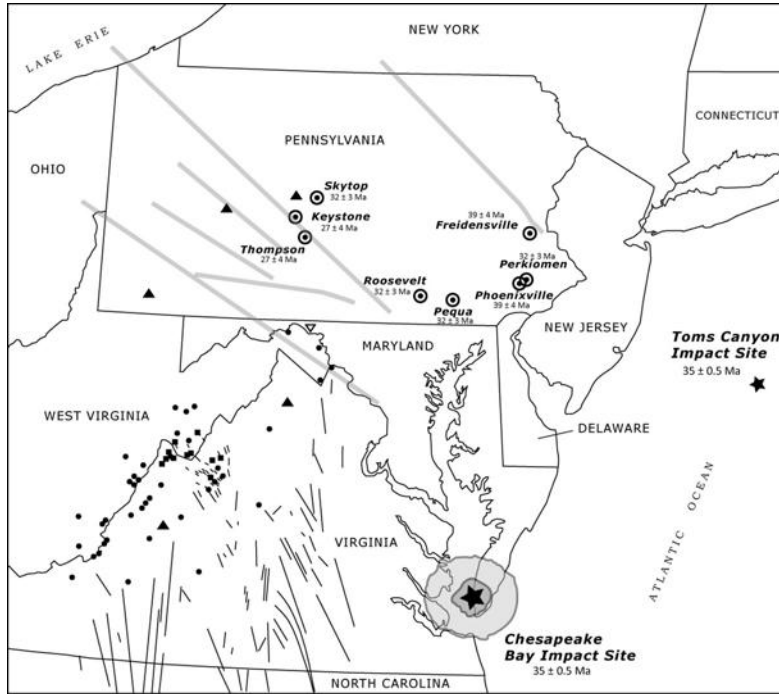 LAKE ERIE
NEW YORK
CONNECTICUT
PENNSYLVANIA
OHIO
Skytop
32 ± 3 Ma
Keystone
27 ± 4 Ma
Thompson
27 ± 4 Ma
39 ± 4 Ma
Freidensville
32 ± 3 Ma
Perkiomen
Phoenixville
39 ± 4 Ma
Roosevelt
32 ± 3 Ma
Pequa
32 ± 3 Ma
NEW JERSEY
MARYLAND
Toms Canyon
Impact Site
35 ± 0.5 Ma
WEST VIRGINIA
DELAWARE
ATLANTIC OCEAN
VIRGINIA
Chesapeake
Bay Impact Site
35 ± 0.5 Ma
NORTH CAROLINA